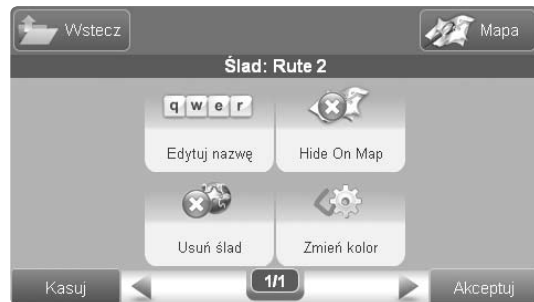 Wstecz
Mapa
Ślad: Rute 2
q w e r
Edytuj nazwę
Hide On Map
Usuń ślad
Zmień kolor
Kasuj
1/1
Akceptuj